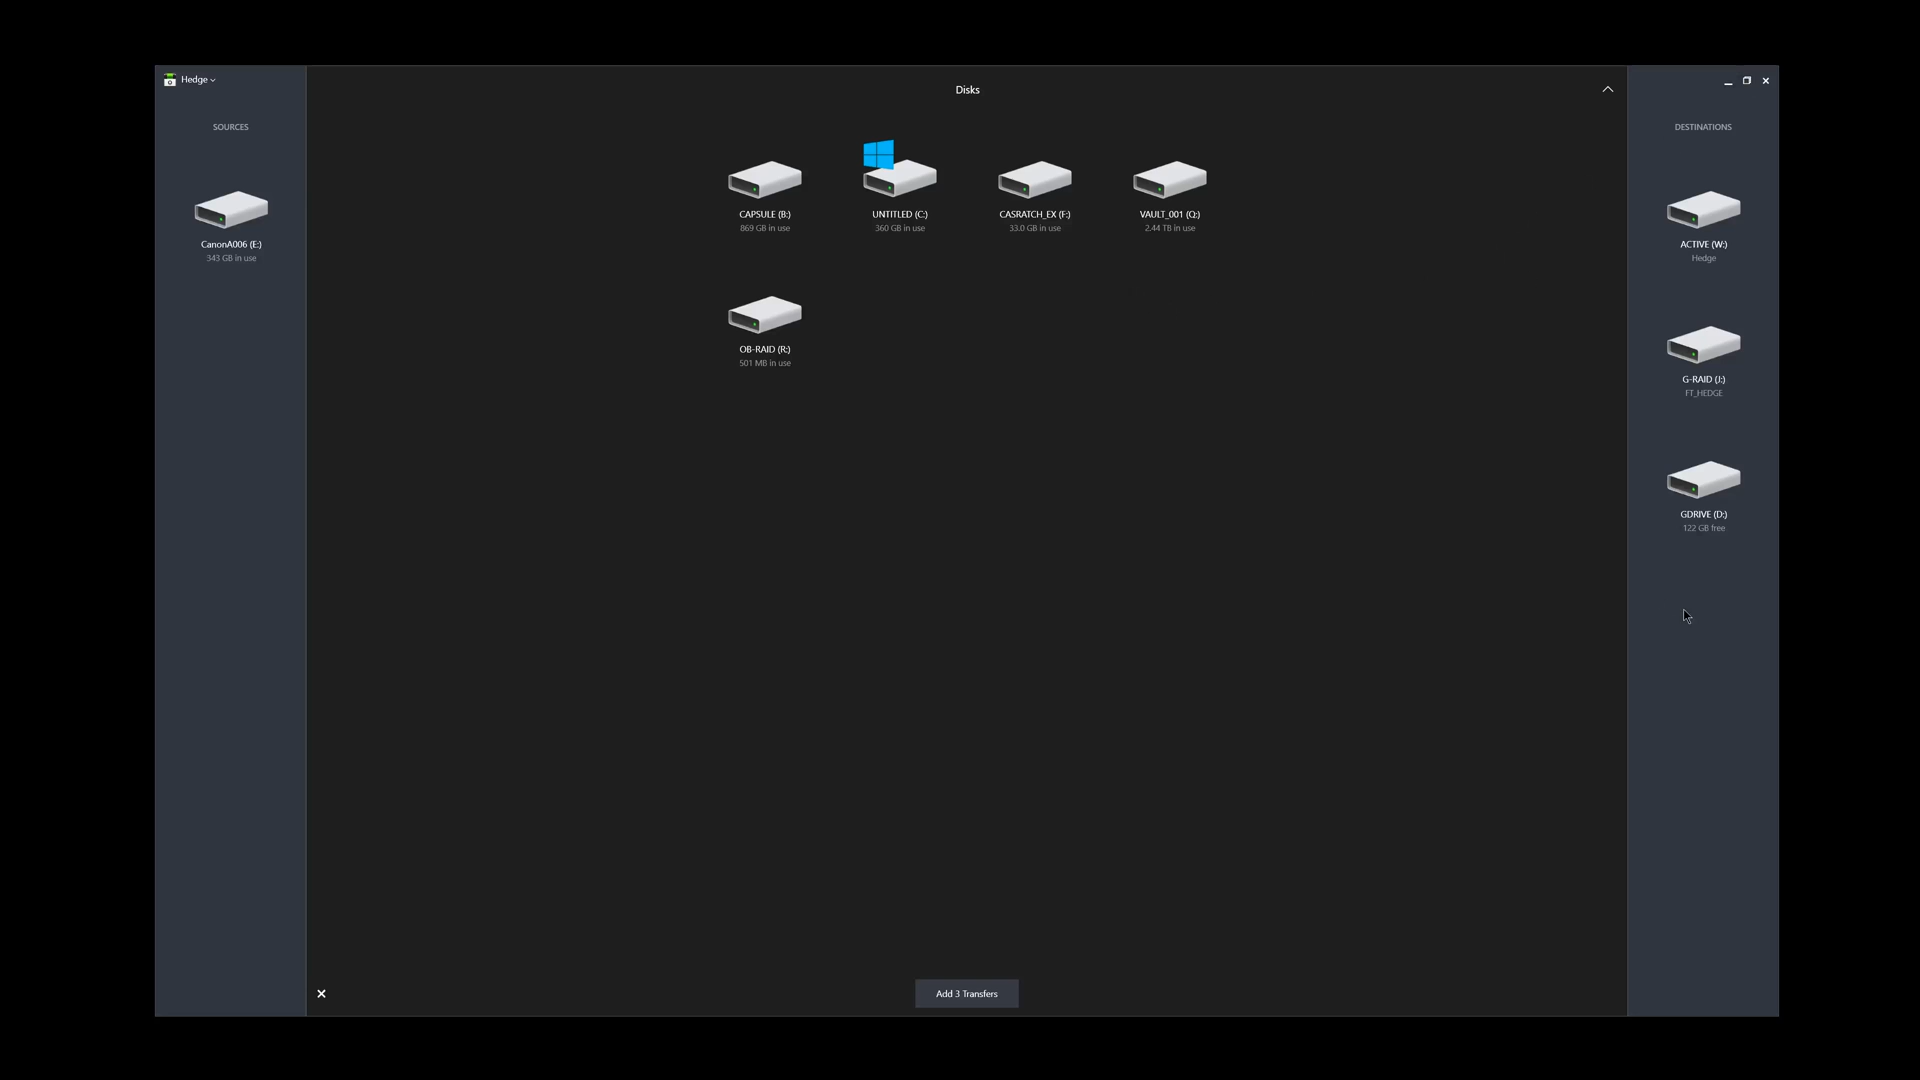 Hedge
Disks
SOURCES
DESTINATIONS
CanonA006 (E:)
343 GB in use
CAPSULE (B:)
869 GB in use
UNTITLED (C:)
360 GB in use
CASRATCH_EX (F:)
33.0 GB in use
VAULT_001 (Q:)
2.44 TB in use
OB-RAID (R:)
501 MB in use
ACTIVE (W:)
Hedge
G-RAID (J:)
FT_HEDGE
GDRIVE (D:)
122 GB free
Add 3 Transfers